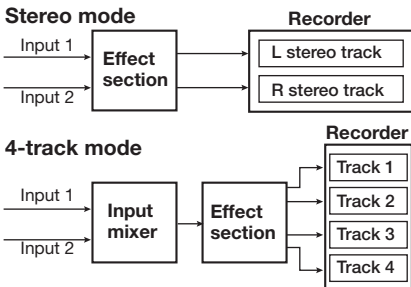 Stereo mode
Recorder
Input 1
Effect
section
Input 2
L stereo track
R stereo track
4-track mode
Recorder
Input 1
Input
mixer
Input 2
Effect
section
Track 1
Track 2
Track 3
Track 4